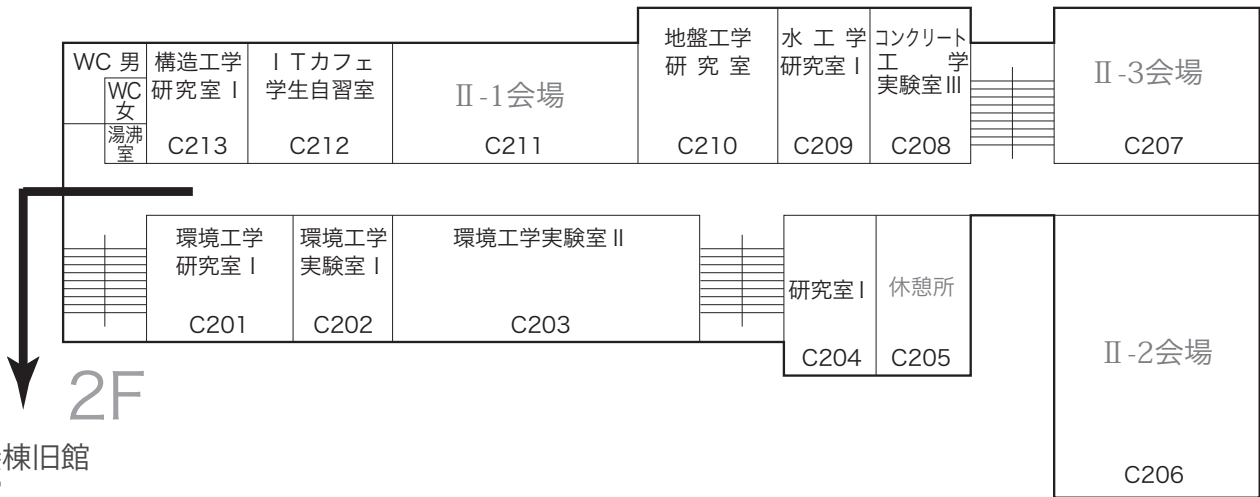 WC 男
WC
女
湯沸
室
構造工学
研究室 I
C213
ＩＴカフェ
学生自習室
C212
Ⅱ-1会場
C211
地盤工学
研 究 室
C210
水 工 学
研究室 I
C209
コンクリート
工 学
実験室Ⅲ
C208
Ⅱ-3会場
C207
環境工学
研究室 I
C201
環境工学
実験室 I
C202
環境工学実験室 II
C203
研究室 I
C204
休憩所
C205
Ⅱ-2会場
C206
2F
棟旧館